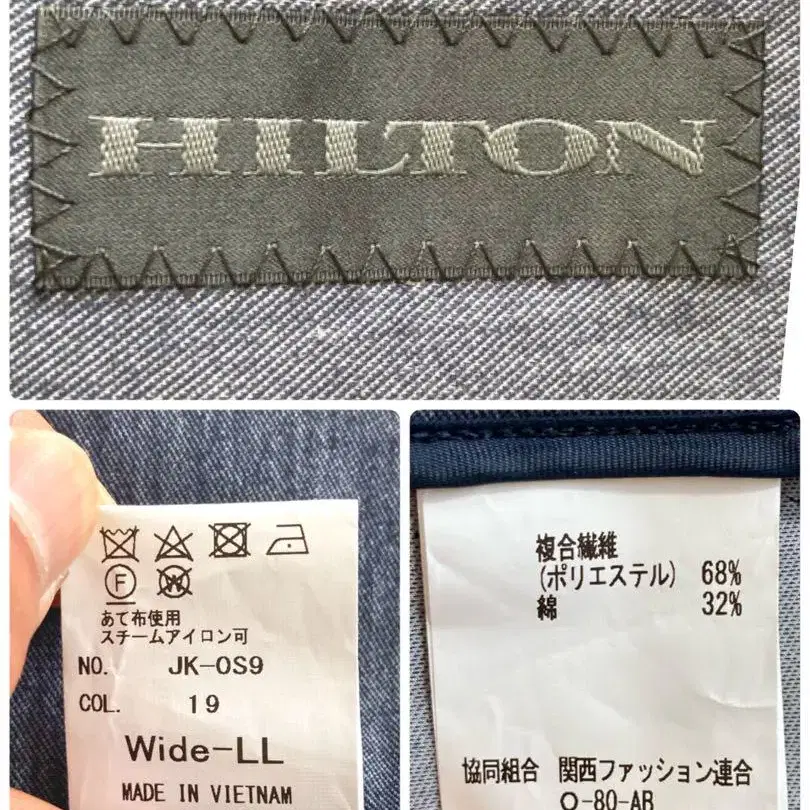 HILTON
F W
あて布使用
スチームアイロン可
NO. JK-0S9
COL. 19
Wide-LL
MADE IN VIETNAM
複合繊維
(ポリエステル) 68%
綿 32%
協同組合 関西ファッション連合
O-80-AB